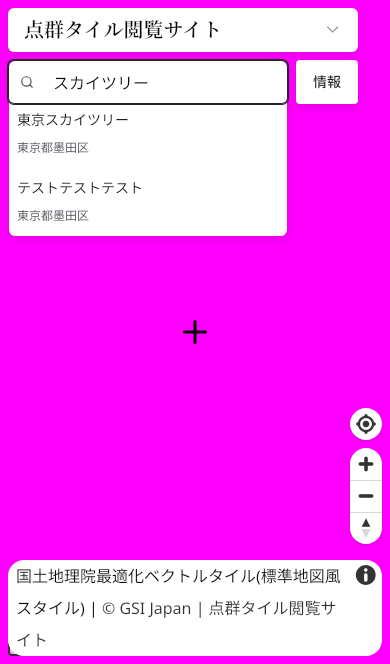 点群タイル閲覧サイト
スカイツリー
情報
東京スカイツリー
東京都墨田区
テストテストテスト
東京都墨田区
国土地理院最適化ベクトルタイル(標準地図風
スタイル) | © GSI Japan | 点群タイル閲覧サ
イト